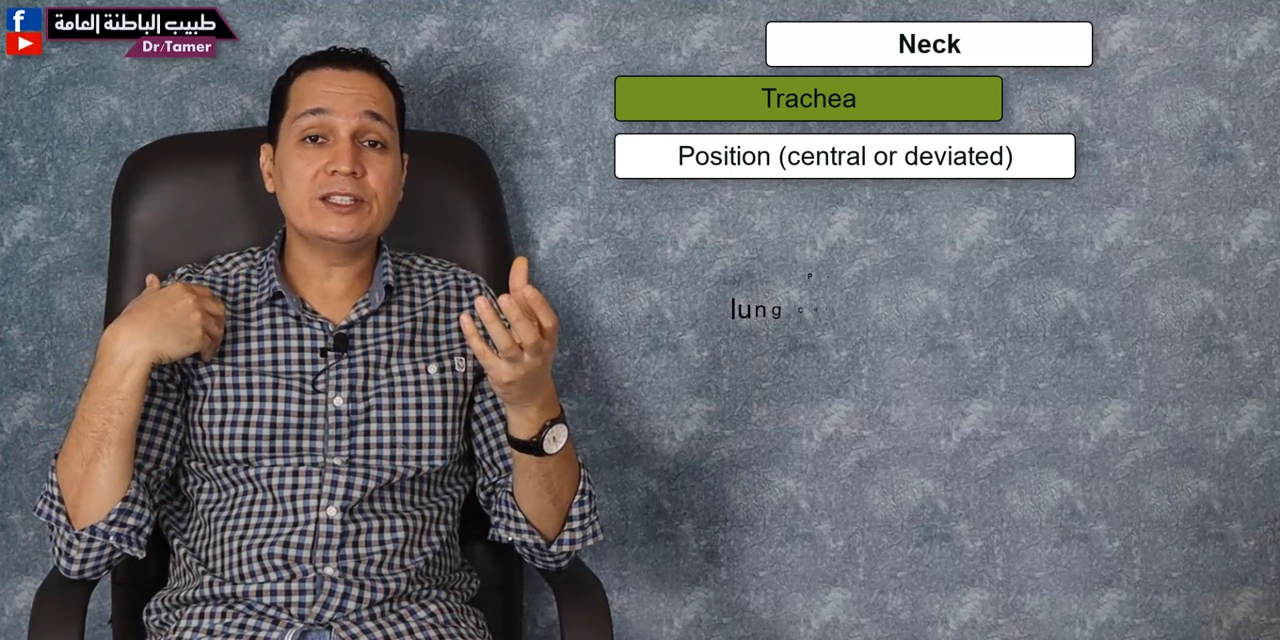 طبيب الباطنة العامة
Dr/Tamer
Neck
Trachea
Position (central or deviated)
lung